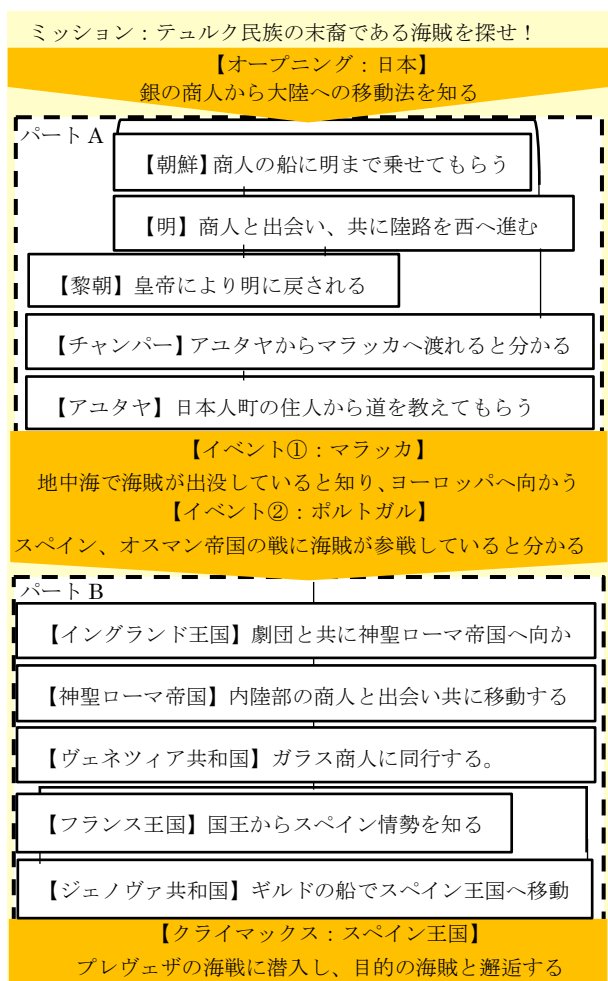 ミッション：テュルク民族の末裔である海賊を探せ！
【オープニング：日本】
銀の商人から大陸への移動法を知る
パート A
【朝鮮】商人の船に明まで乗せてもらう
【明】商人と出会い、共に陸路を西へ進む
【黎朝】皇帝により明に戻される
【チャンパー】アユタヤからマラッカへ渡れると分かる
【アユタヤ】日本人町の住人から道を教えてもらう
【イベント①：マラッカ】
地中海で海賊が出没していると知り、ヨーロッパへ向かう
【イベント②：ポルトガル】
スペイン、オスマン帝国の戦に海賊が参戦していると分かる
パート B
【イングランド王国】劇団と共に神聖ローマ帝国へ向か
【神聖ローマ帝国】内陸部の商人と出会い共に移動する
【ヴェネツィア共和国】ガラス商人に同行する。
【フランス王国】国王からスペイン情勢を知る
【ジェノヴァ共和国】ギルドの船でスペイン王国へ移動
【クライマックス：スペイン王国】
プレヴェザの海戦に潜入し、目的の海賊と邂逅する